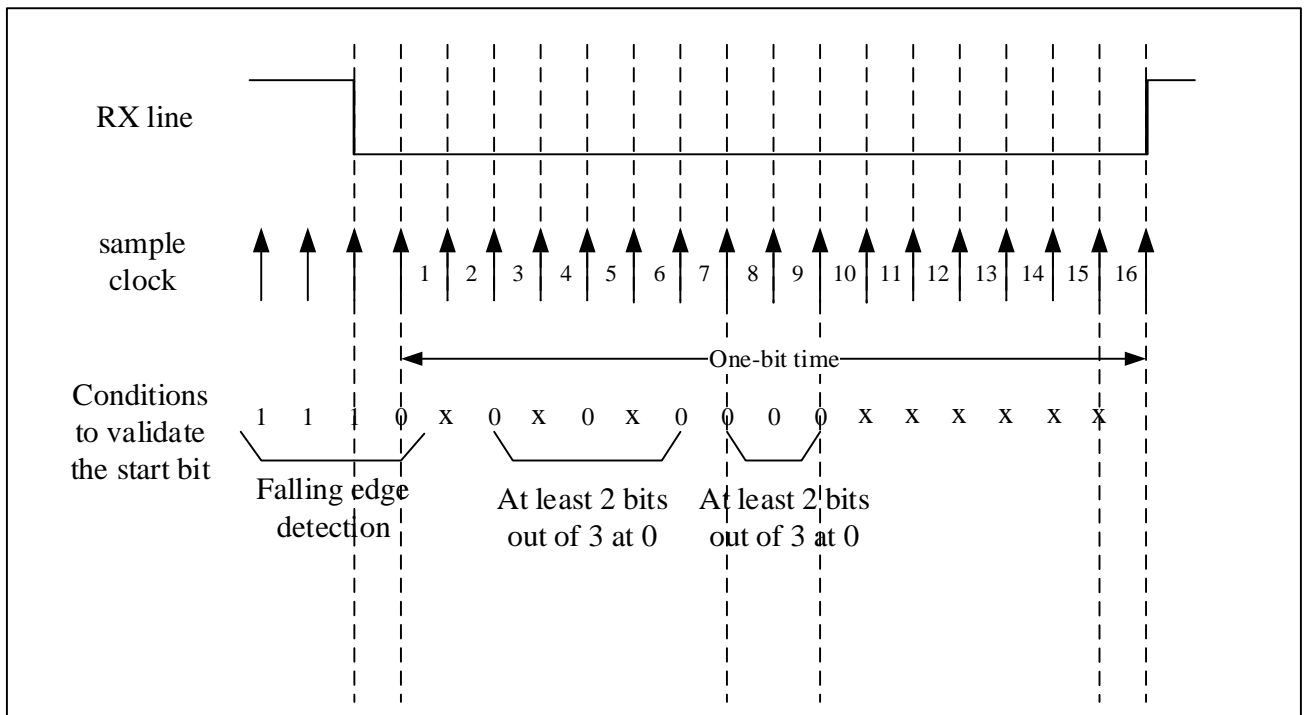 RX line
sample
clock
1 2 3 4 5 6 7 8 9 10 11 12 13 14 15 16
One-bit time
Conditions
to validate
the start bit
1 1 1 0 x 0 x 0 x 0 0 0 0 x x x x x x
Falling edge
detection
At least 2 bits
out of 3 at 0
At least 2 bits
out of 3 at 0